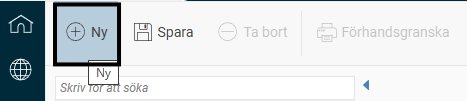 Ny Spara Ta bort Förhandsgranska
Ny
Skriv för att söka